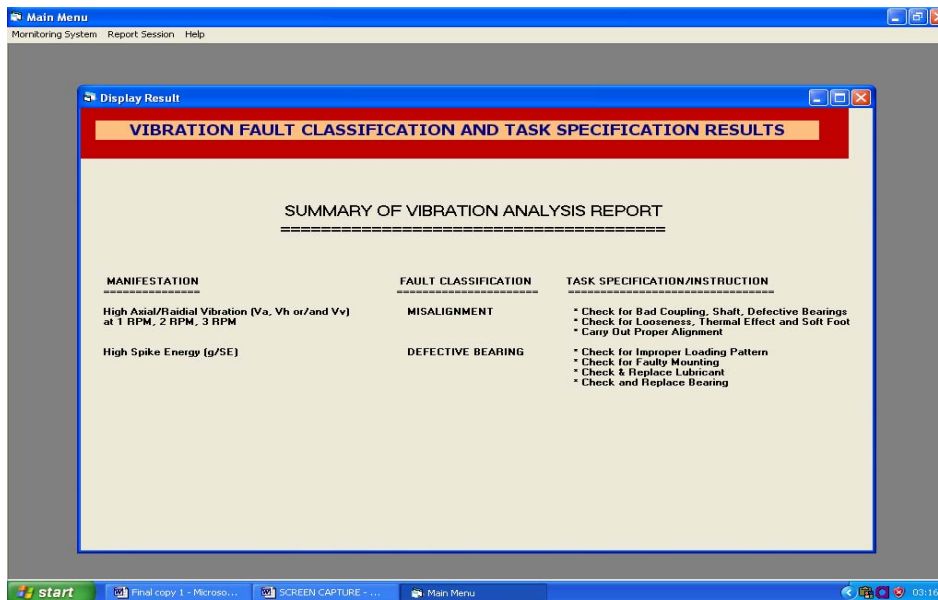 Main Menu
Mornitoring System Report Session Help
Display Result
VIBRATION FAULT CLASSIFICATION AND TASK SPECIFICATION RESULTS
SUMMARY OF VIBRATION ANALYSIS REPORT
MANIFESTATION FAULT CLASSIFICATION TASK SPECIFICATION/INSTRUCTION
High Axial/Raidial Vibration (Va, Vh or/and Vv) MISALIGNMENT * Check for Bad Coupling, Shaft, Defective Bearings
at 1 RPM, 2 RPM, 3 RPM * Check for Looseness, Thermal Effect and Soft Foot
* Carry Out Proper Alignment
High Spike Energy (g/SE) DEFECTIVE BEARING * Check for Improper Loading Pattern
* Check for Faulty Mounting
* Check & Replace Lubricant
* Check and Replace Bearing
start Final copy 1 - Microso... SCREEN CAPTURE - ... Main Menu 03:16